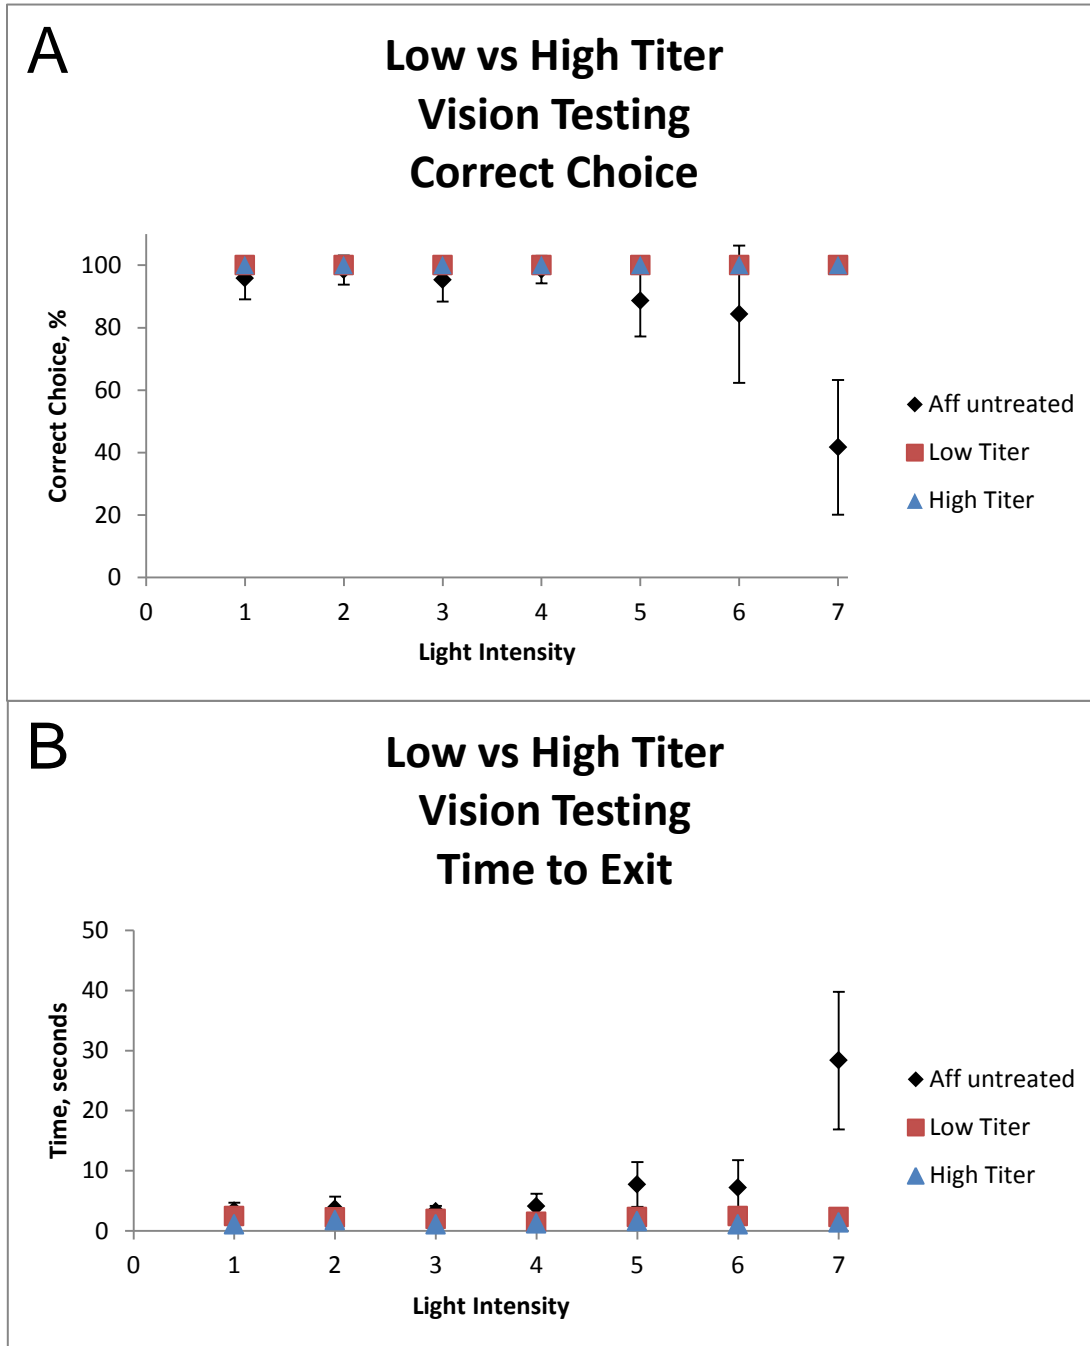 A
Low vs High Titer
Vision Testing
Correct Choice
100
80
60
40
20
0
Correct Choice, %
0 1 2 3 4 5 6 7
Light Intensity
Aff untreated
Low Titer
High Titer
B
Low vs High Titer
Vision Testing
Time to Exit
50
40
30
20
10
0
Time, seconds
0 1 2 3 4 5 6 7
Light Intensity
Aff untreated
Low Titer
High Titer